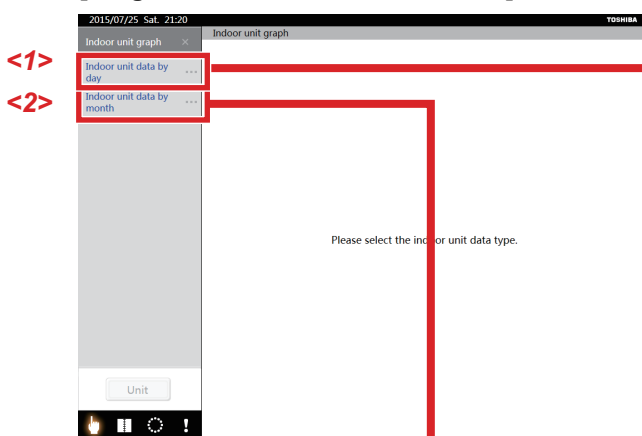 2015/07/25 Sat. 21:20
TOSHIBA
Indoor unit graph ×
Indoor unit graph
<1>
Indoor unit data by ...
day
<2>
Indoor unit data by ...
month
Please select the indoor unit data type.
Unit
!